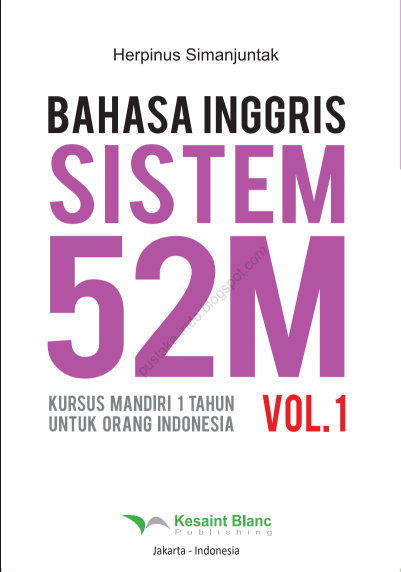 Herpinus Simanjuntak
BAHASA INGGRIS
SISTEM
52M
pustaka-indo.blogspot.com
KURSUS MANDIRI 1 TAHUN
UNTUK ORANG INDONESIA
VOL.1
Kesaint Blanc
Publishing
Jakarta - Indonesia